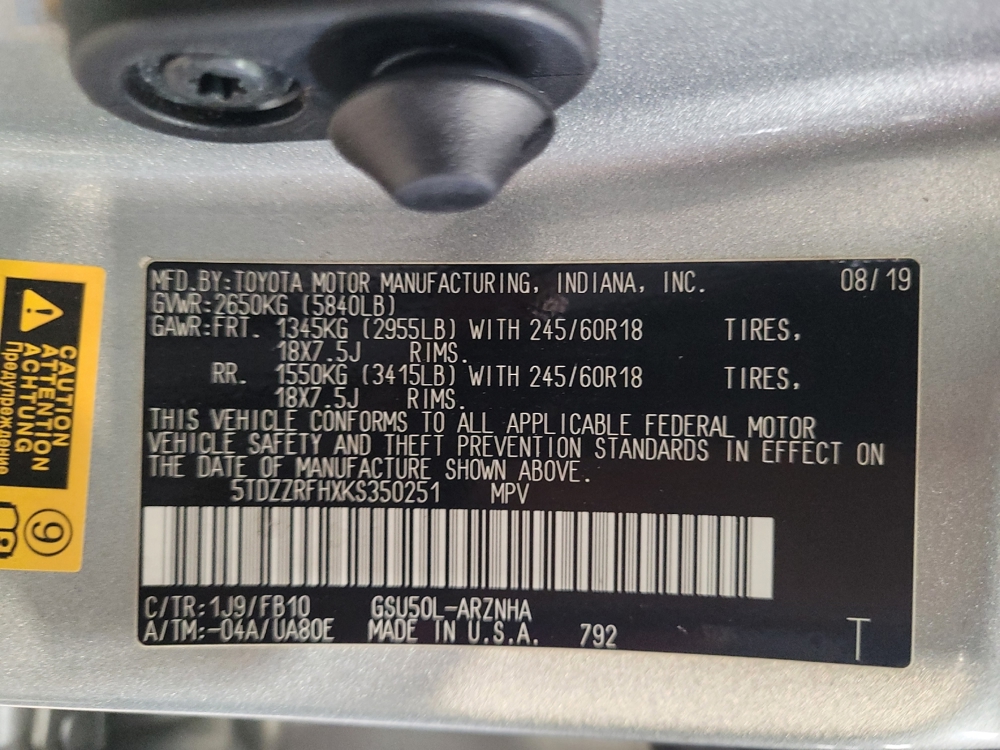 MFD.BY:TOYOTA MOTOR MANUFACTURING, INDIANA, INC. 08/19
GVWR:2650KG (5840LB)
GAWR:FRT. 1345KG (2955LB) WITH 245/60R18 TIRES,
18X7.5J RIMS.
RR. 1550KG (3415LB) WITH 245/60R18 TIRES,
18X7.5J RIMS.
THIS VEHICLE CONFORMS TO ALL APPLICABLE FEDERAL MOTOR
VEHICLE SAFETY AND THEFT PREVENTION STANDARDS IN EFFECT ON
THE DATE OF MANUFACTURE SHOWN ABOVE.
5TDZZRFHXKS350251 MPV
C/TR:1J9/FB10 GSU50L-ARZNHA
A/TM:-04A/UA80E MADE IN U.S.A. 792 T
CAUTION
ATTENTION
ACHTUNG
Предупреждение
9